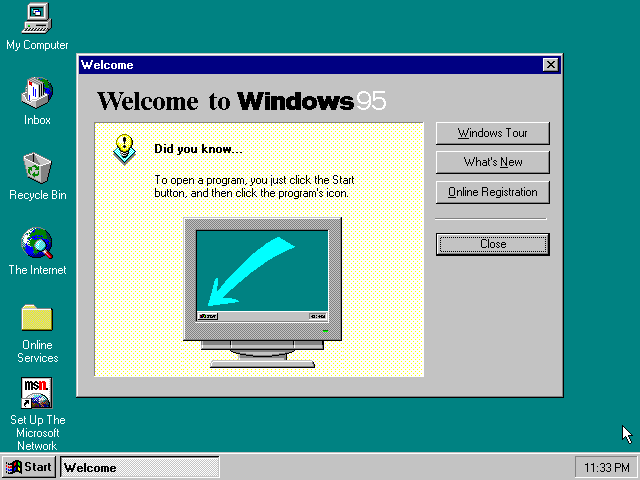 My Computer
Inbox
Recycle Bin
The Internet
Online
Services
msn.
Set Up The
Microsoft
Network
Welcome
Welcome to Windows 95
Did you know...
To open a program, you just click the Start
button, and then click the program's icon.
Windows Tour
What's New
Online Registration
Close
Start
Welcome
11:33 PM